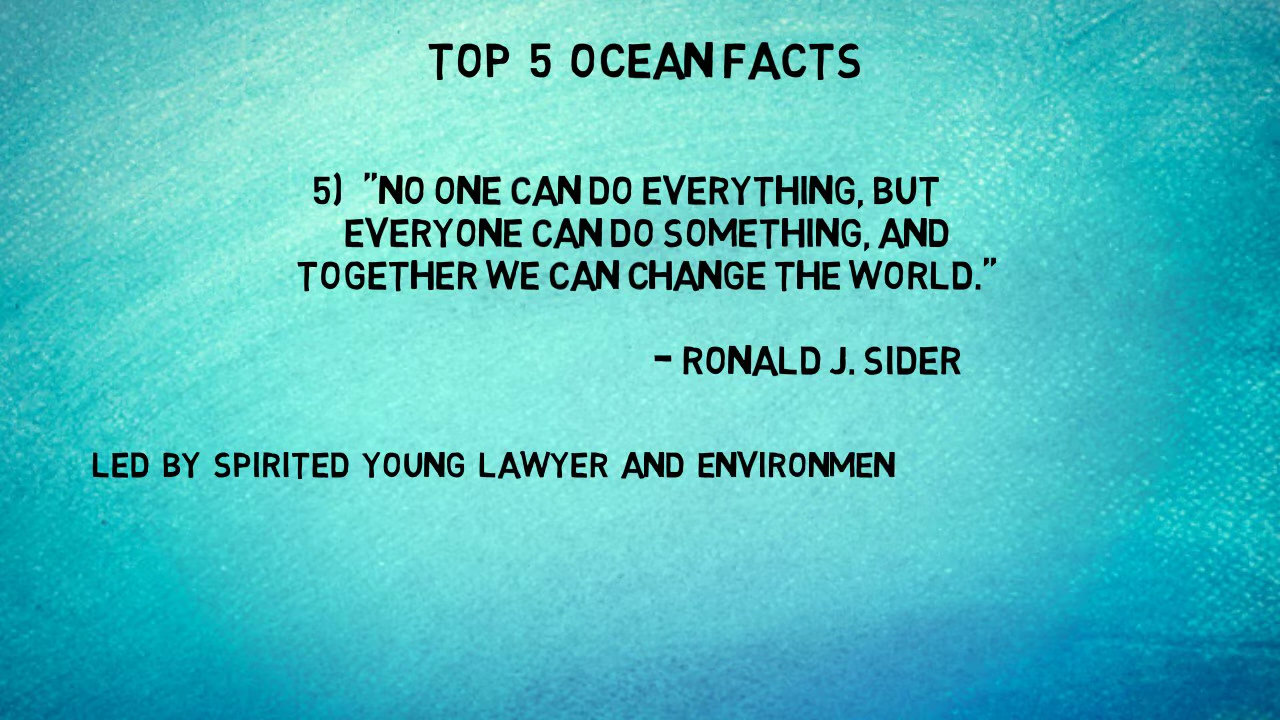 TOP 5 OCEAN FACTS
5) "NO ONE CAN DO EVERYTHING, BUT
EVERYONE CAN DO SOMETHING, AND
TOGETHER WE CAN CHANGE THE WORLD."
- RONALD J. SIDER
LED BY SPIRITED YOUNG LAWYER AND ENVIRONMEN